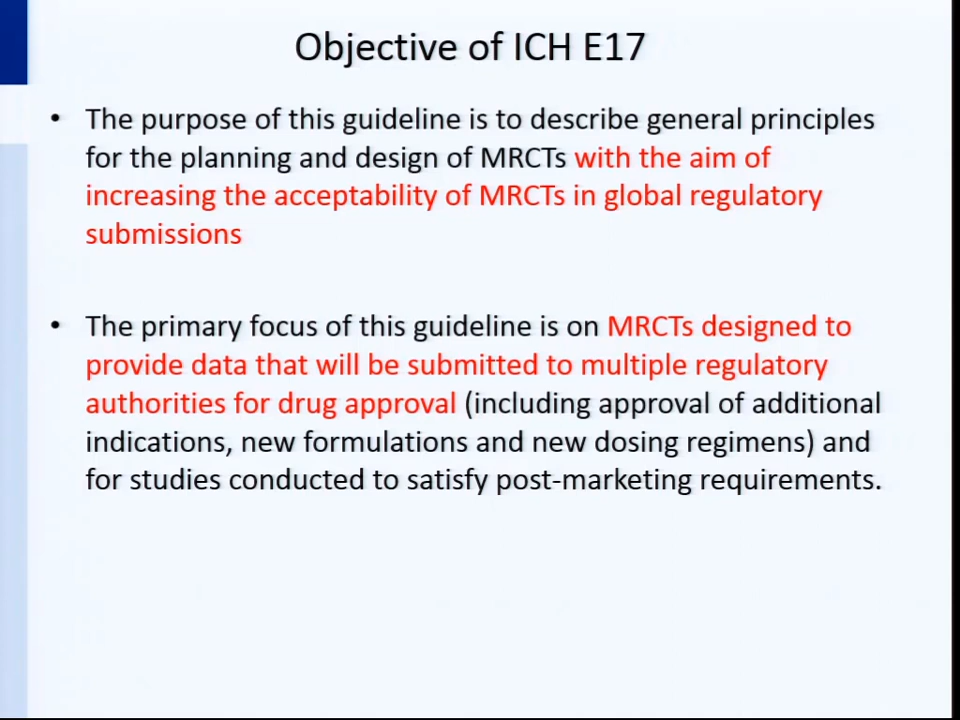 Objective of ICH E17
• The purpose of this guideline is to describe general principles
for the planning and design of MRCTs with the aim of
increasing the acceptability of MRCTs in global regulatory
submissions
• The primary focus of this guideline is on MRCTs designed to
provide data that will be submitted to multiple regulatory
authorities for drug approval (including approval of additional
indications, new formulations and new dosing regimens) and
for studies conducted to satisfy post-marketing requirements.